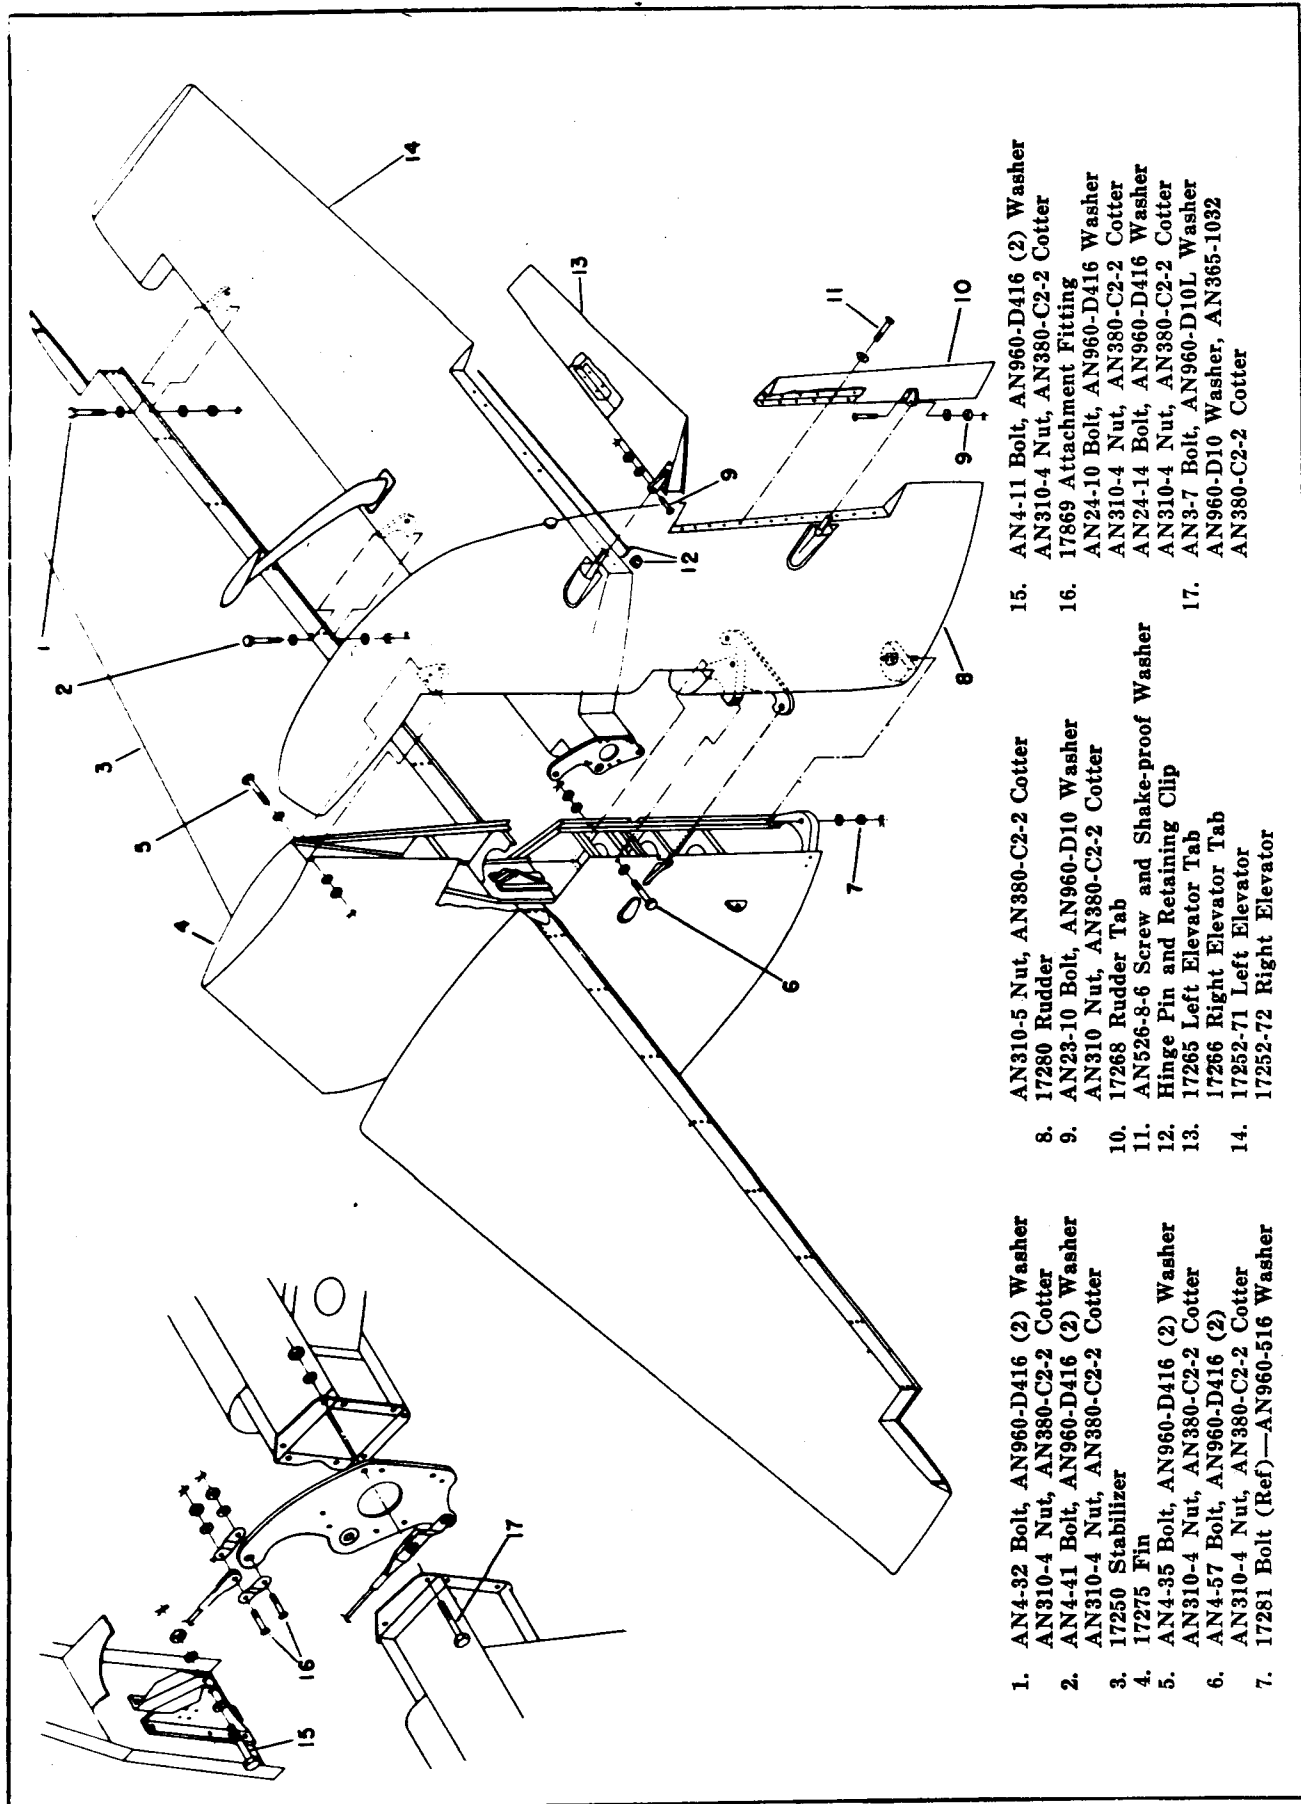 1
2
3
4
5
6
7
8
9
9
10
11
12
13
14
15
16
17
1. AN4-32 Bolt, AN960-D416 (2) Washer
AN310-4 Nut, AN380-C2-2 Cotter
2. AN4-41 Bolt, AN960-D416 (2) Washer
AN310-4 Nut, AN380-C2-2 Cotter
3. 17250 Stabilizer
4. 17275 Fin
5. AN4-35 Bolt, AN960-D416 (2) Washer
AN310-4 Nut, AN380-C2-2 Cotter
6. AN4-57 Bolt, AN960-D416 (2)
AN310-4 Nut, AN380-C2-2 Cotter
7. 17281 Bolt (Ref)—AN960-516 Washer
AN310-5 Nut, AN380-C2-2 Cotter
8. 17280 Rudder
9. AN23-10 Bolt, AN960-D10 Washer
AN310 Nut, AN380-C2-2 Cotter
10. 17268 Rudder Tab
11. AN526-8-6 Screw and Shake-proof Washer
12. Hinge Pin and Retaining Clip
13. 17265 Left Elevator Tab
17266 Right Elevator Tab
14. 17252-71 Left Elevator
17252-72 Right Elevator
15. AN4-11 Bolt, AN960-D416 (2) Washer
AN310-4 Nut, AN380-C2-2 Cotter
17869 Attachment Fitting
16. AN24-10 Bolt, AN960-D416 Washer
AN310-4 Nut, AN380-C2-2 Cotter
AN24-14 Bolt, AN960-D416 Washer
AN310-4 Nut, AN380-C2-2 Cotter
17. AN3-7 Bolt, AN960-D10L Washer
AN960-D10 Washer, AN365-1032
AN380-C2-2 Cotter